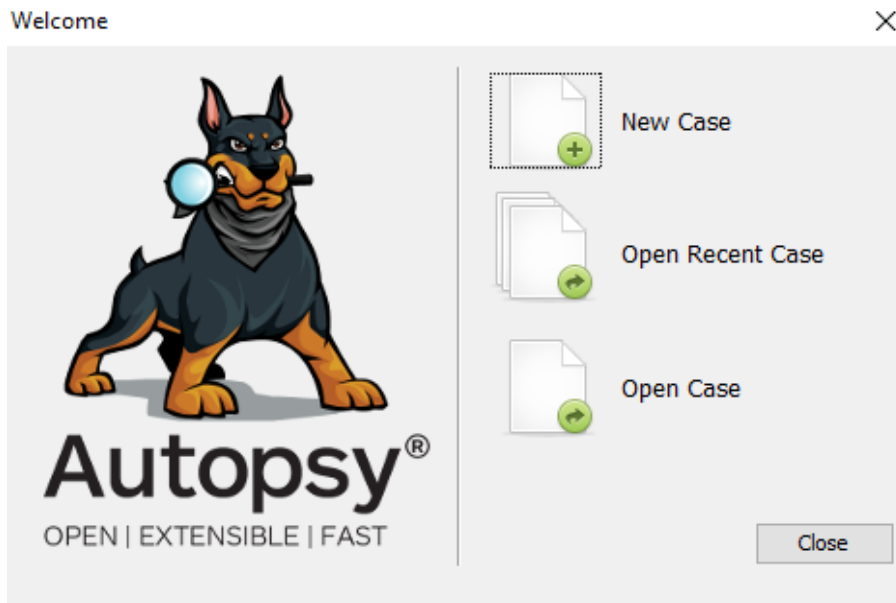 Welcome
New Case
Open Recent Case
Open Case
Autopsy®
OPEN | EXTENSIBLE | FAST
Close